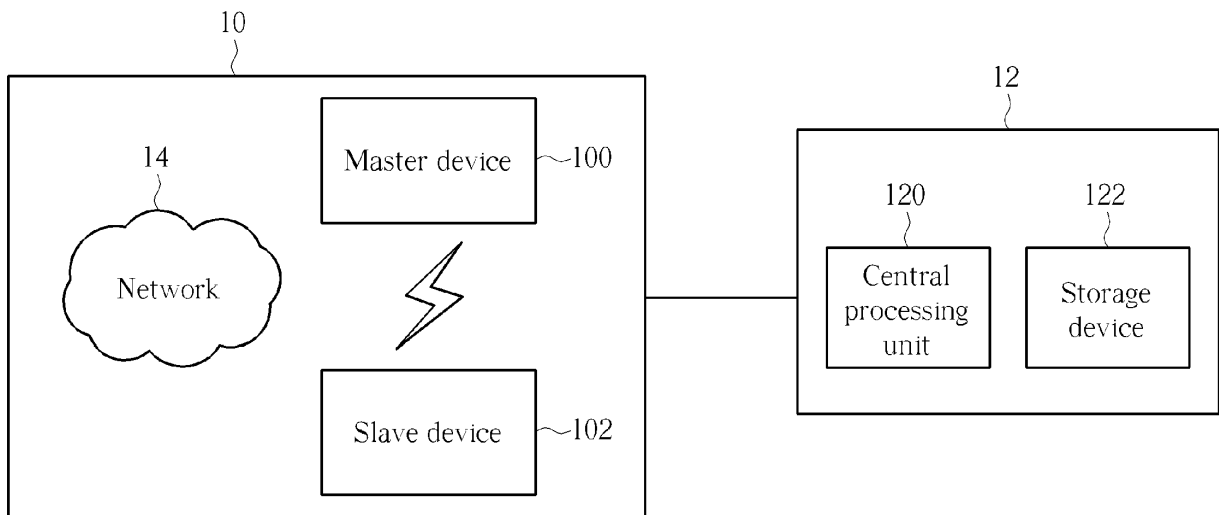 10
12
14
Master device
100
Network
120
122
Central
processing
unit
Storage
device
Slave device
102